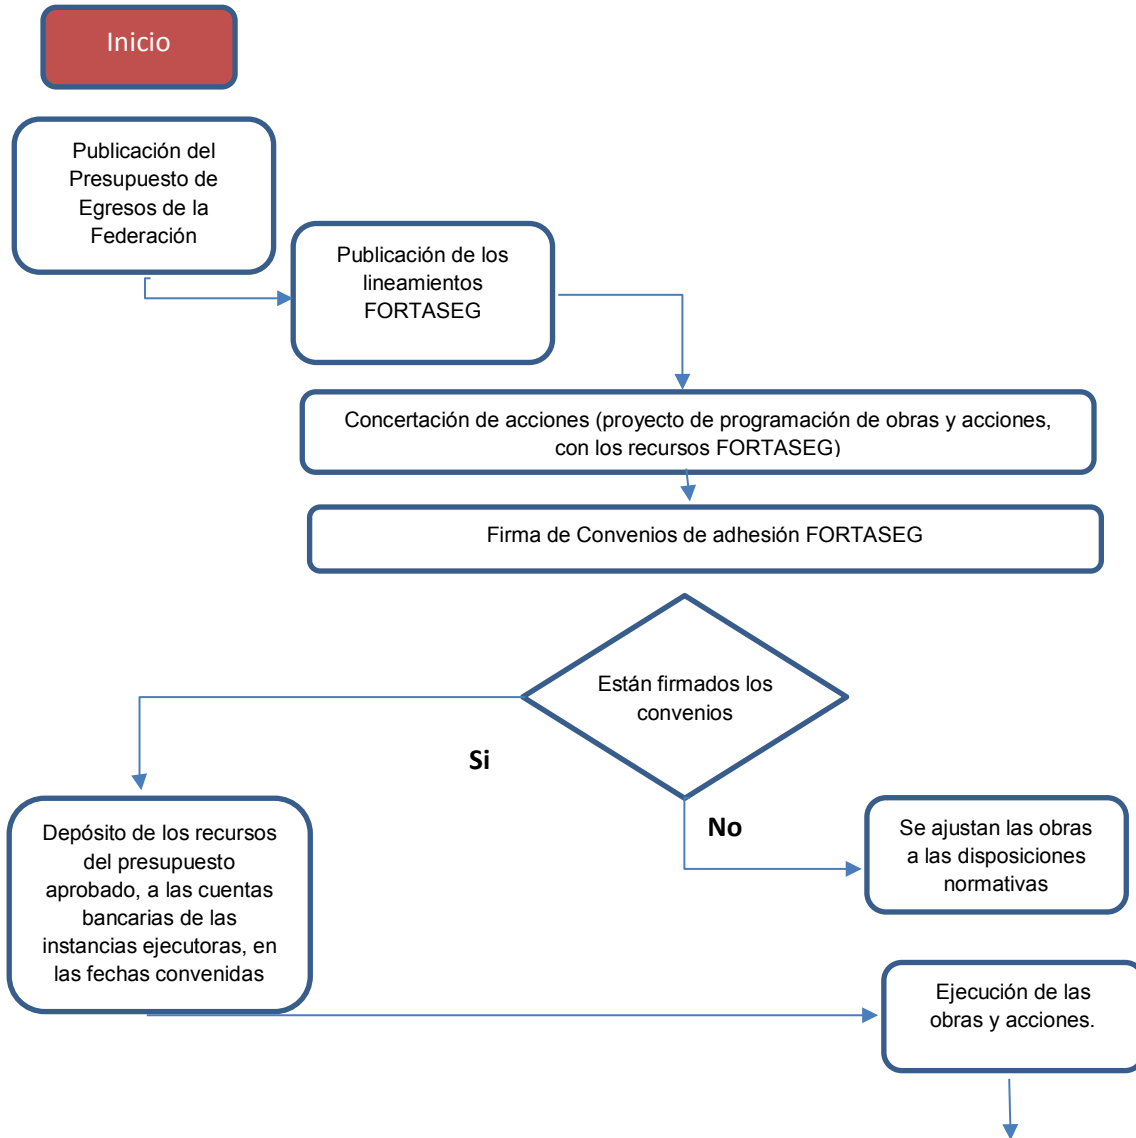 Inicio
Publicación del
Presupuesto de
Egresos de la
Federación
Publicación de los
lineamientos
FORTASEG
Concertación de acciones (proyecto de programación de obras y acciones,
con los recursos FORTASEG)
Firma de Convenios de adhesión FORTASEG
Están firmados los
convenios
Si
No
Depósito de los recursos
del presupuesto
aprobado, a las cuentas
bancarias de las
instancias ejecutoras, en
las fechas convenidas
Se ajustan las obras
a las disposiciones
normativas
Ejecución de las
obras y acciones.